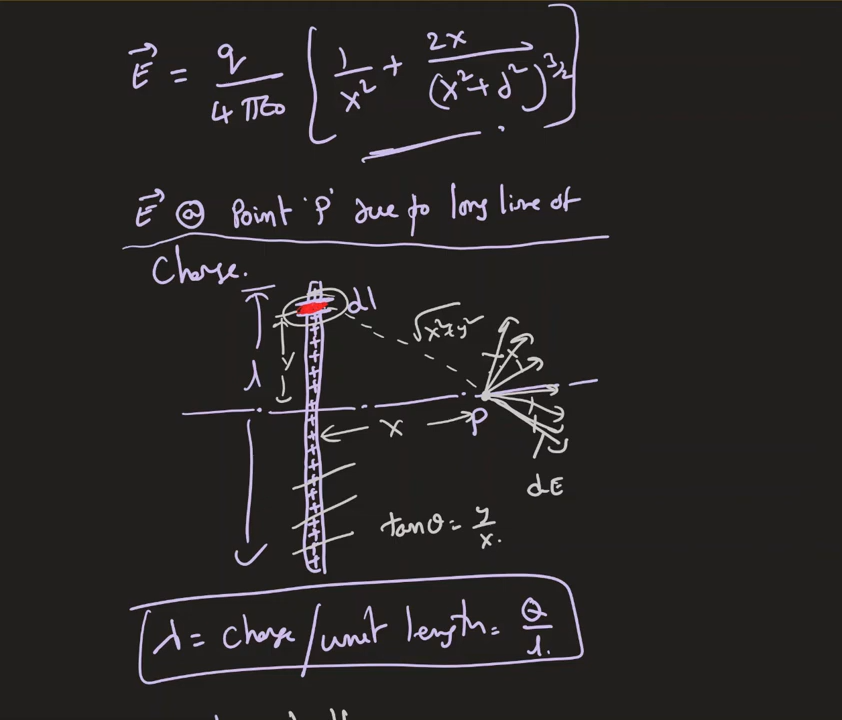 E⃗ = q/4πε₀ [ 1/x² + 2x/(x²+d²)^3/2 ]
E⃗ @ Point 'P' due to long line of
Charge.
dl
√x²+y²
y
l
x
P
dE
tanθ = y/x.
λ = Charge/unit length = Q/l.